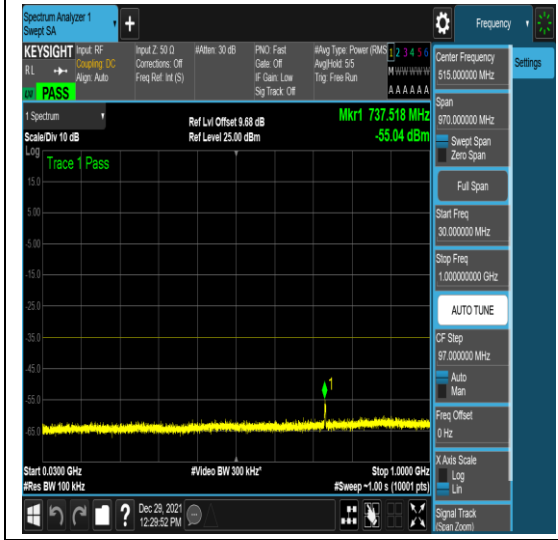 Spectrum Analyzer 1
Swept SA
Frequency
KEYSIGHT
RL
Input: RF
Coupling: DC
Align: Auto
Input Z: 50 Ω
Corrections: Off
Freq Ref: Int (S)
#Atten: 30 dB
PNO: Fast
Gate: Off
IF Gain: Low
Sig Track: Off
#Avg Type: Power (RMS
Avg|Hold: 5/5
Trig: Free Run
1 2 3 4 5 6
M W W W W W
A A A A A A
PASS
Center Frequency
515.000000 MHz
Settings
Span
970.000000 MHz
Swept Span
Zero Span
Full Span
Start Freq
30.000000 MHz
Stop Freq
1.000000000 GHz
AUTO TUNE
CF Step
97.000000 MHz
Auto
Man
Freq Offset
0 Hz
X Axis Scale
Log
Lin
Signal Track
(Span Zoom)
1 Spectrum
Scale/Div 10 dB
Ref Lvl Offset 9.68 dB
Ref Level 25.00 dBm
Mkr1 737.518 MHz
-55.04 dBm
Log
Trace 1 Pass
15.0
5.00
-5.00
-15.0
-25.0
-35.0
-45.0
-55.0
-65.0
1
Start 0.0300 GHz
#Res BW 100 kHz
#Video BW 300 kHz*
Stop 1.0000 GHz
#Sweep ~1.00 s (10001 pts)
?
Dec 29, 2021
12:29:52 PM